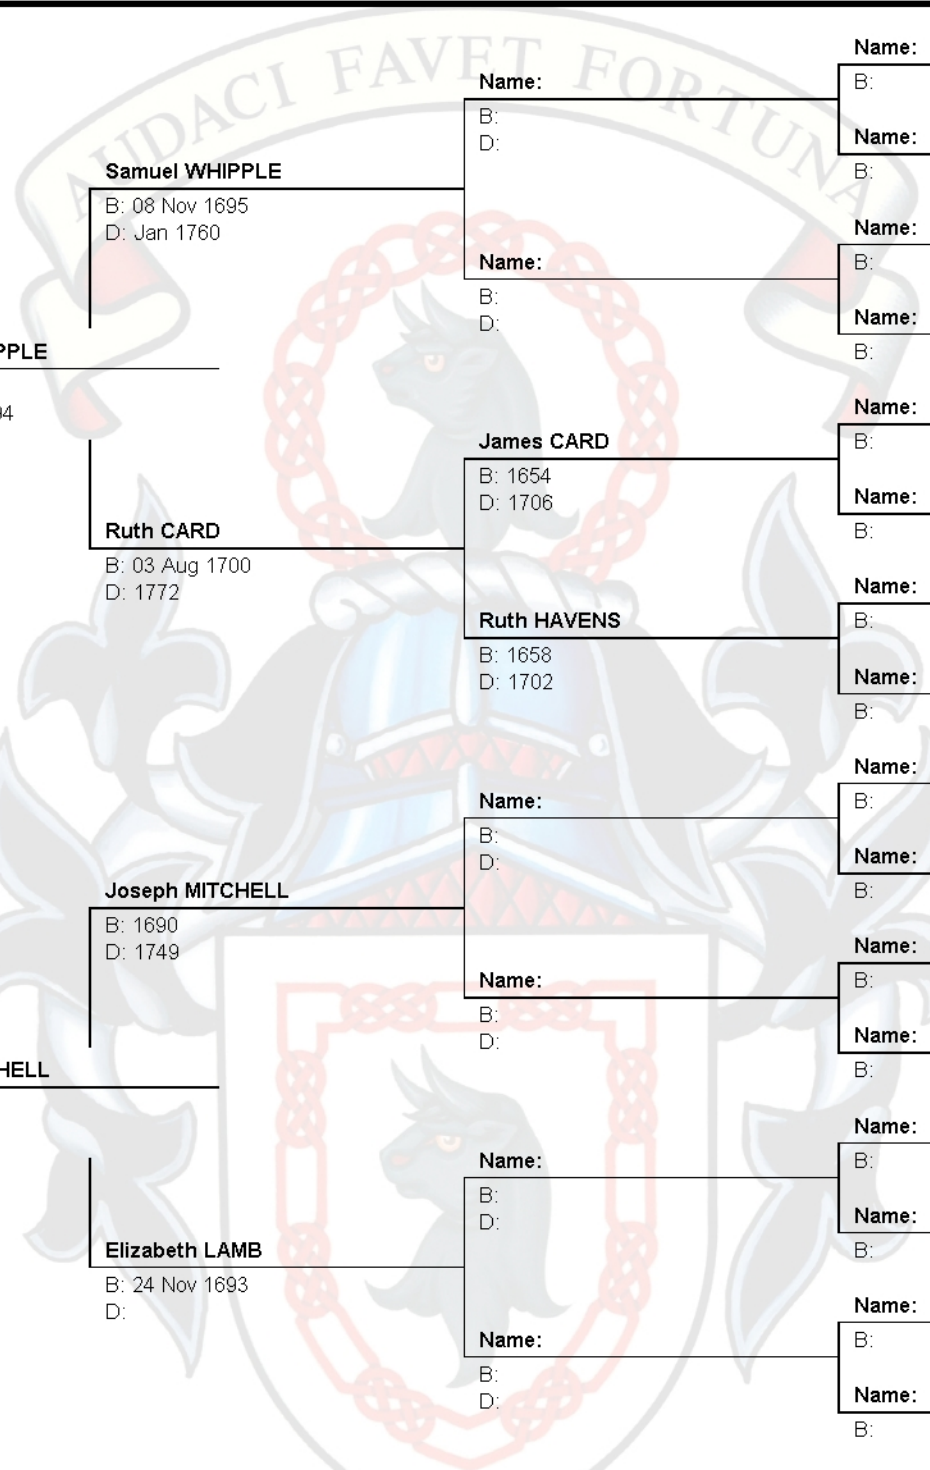 AUDACI FAVET FORTUNA
Name:
B:
Name:
B:
D:
Name:
B:
Samuel WHIPPLE
B: 08 Nov 1695
D: Jan 1760
Name:
B:
Name:
B:
D:
Name:
B:
PPLE
94
Name:
B:
James CARD
B: 1654
D: 1706
Name:
B:
Ruth CARD
B: 03 Aug 1700
D: 1772
Name:
B:
Ruth HAVENS
B: 1658
D: 1702
Name:
B:
Name:
B:
Name:
B:
D:
Name:
B:
Joseph MITCHELL
B: 1690
D: 1749
Name:
B:
Name:
B:
D:
Name:
B:
HELL
Name:
B:
Name:
B:
D:
Name:
B:
Elizabeth LAMB
B: 24 Nov 1693
D:
Name:
B:
Name:
B:
D:
Name:
B: